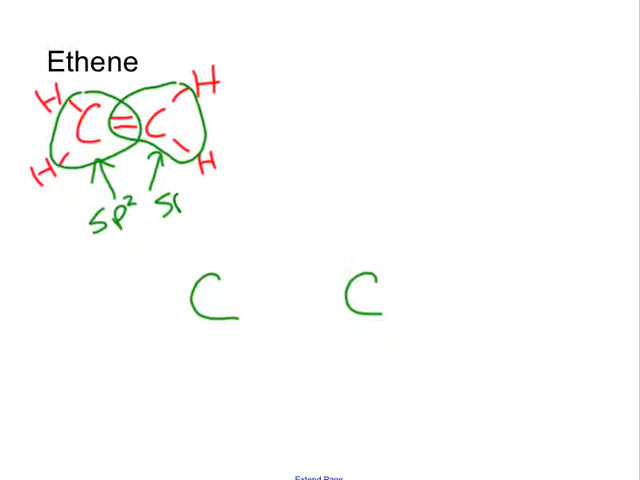 Ethene
H H
C = C
H H
SP² S
C C
Extend Page